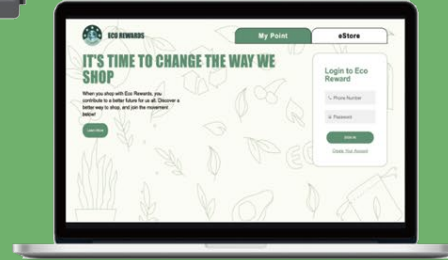 ECO REWARDS
My Point
eStore
IT'S TIME TO CHANGE THE WAY WE
SHOP
When you shop with Eco Rewards, you
contribute to a better future for us all. Discover a
better way to shop, and join the movement
below!
Learn More
Login to Eco
Reward
Phone Number
Password
Create Your Account